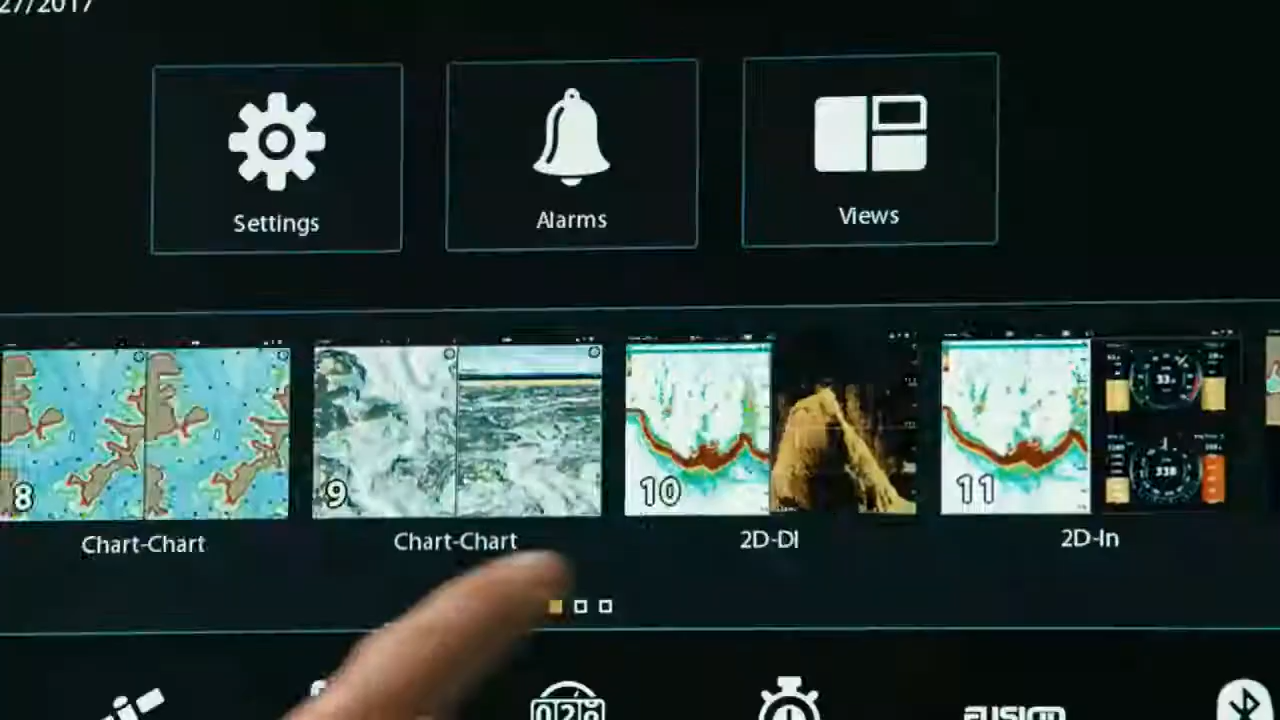 27/2017
Settings
Alarms
Views
8
9
10
11
Chart-Chart
Chart-Chart
2D-DI
2D-In
FUSION